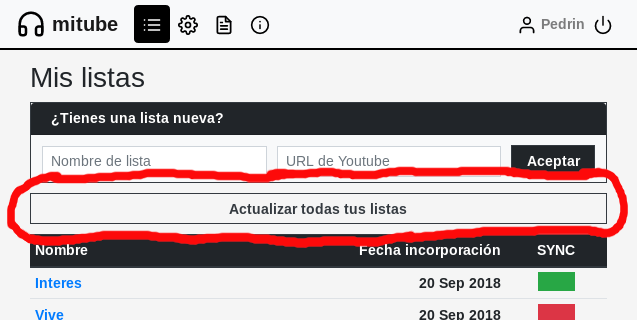 mitube
Pedrin
Mis listas
¿Tienes una lista nueva?
Nombre de lista
URL de Youtube
Aceptar
Actualizar todas tus listas
Nombre Fecha incorporación SYNC
Interes 20 Sep 2018
Vive 20 Sep 2018